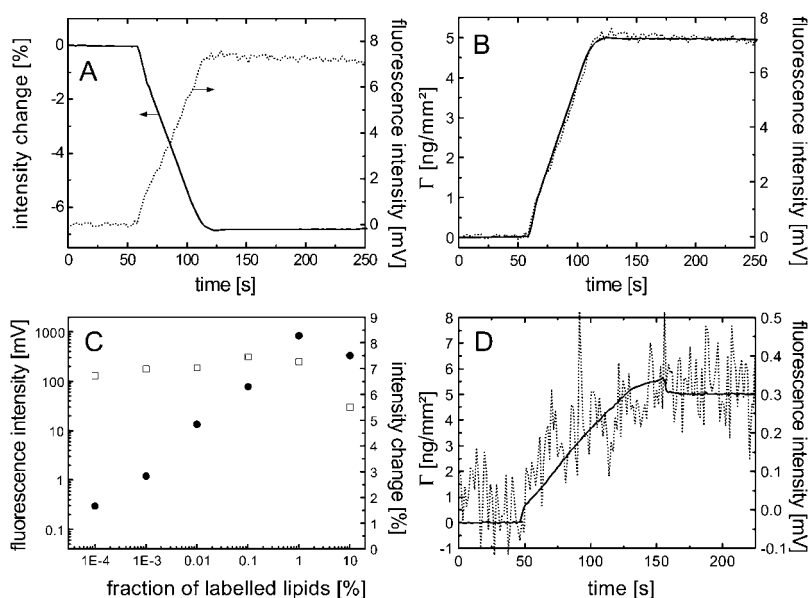 A
intensity change [%]
0
-2
-4
-6
8
6
4
2
0
fluorescence intensity [mV]
0 50 100 150 200 250
time [s]
B
Γ [ng/mm²]
5
4
3
2
1
0
8
6
4
2
0
fluorescence intensity [mV]
0 50 100 150 200 250
time [s]
C
fluorescence intensity [mV]
1000
100
10
1
0.1
9
8
7
6
5
4
3
2
1
0
intensity change [%]
1E-4 1E-3 0.01 0.1 1 10
fraction of labelled lipids [%]
D
Γ [ng/mm²]
8
7
6
5
4
3
2
1
0
-1
0.5
0.4
0.3
0.2
0.1
0.0
-0.1
fluorescence intensity [mV]
0 50 100 150 200
time [s]